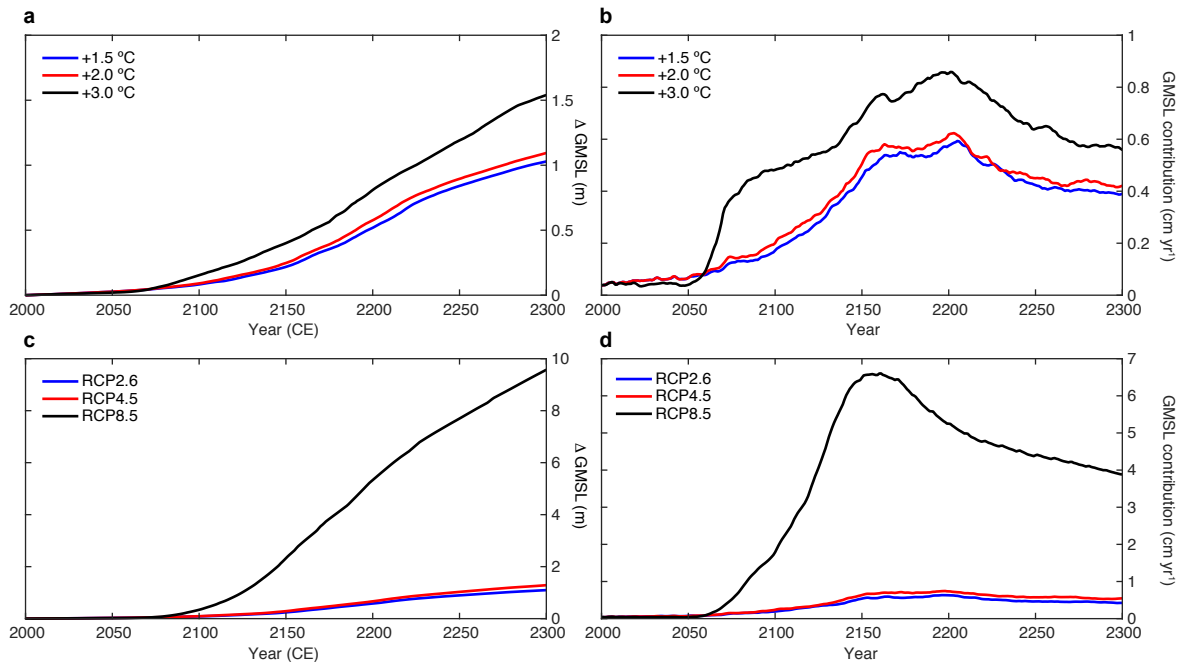 a
2
1.5
1
0.5
0
Δ GMSL (m)
+1.5 ºC
+2.0 ºC
+3.0 ºC
2000 2050 2100 2150 2200 2250 2300
Year (CE)
b
1
0.8
0.6
0.4
0.2
0
GMSL contribution (cm yr¹)
+1.5 ºC
+2.0 ºC
+3.0 ºC
2000 2050 2100 2150 2200 2250 2300
Year
c
10
8
6
4
2
0
Δ GMSL (m)
RCP2.6
RCP4.5
RCP8.5
2000 2050 2100 2150 2200 2250 2300
Year (CE)
d
7
6
5
4
3
2
1
0
GMSL contribution (cm yr¹)
RCP2.6
RCP4.5
RCP8.5
2000 2050 2100 2150 2200 2250 2300
Year